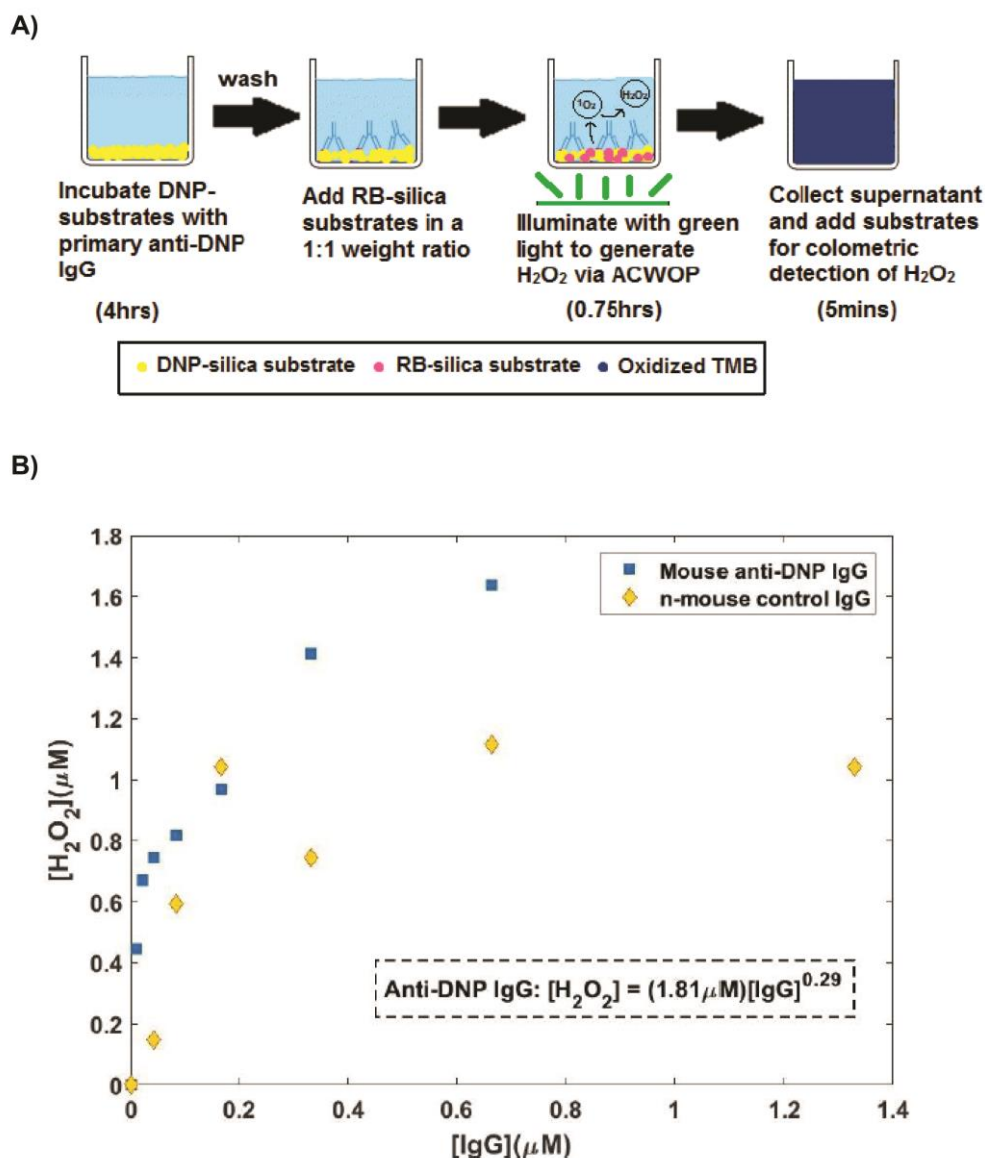 A)
wash
¹O₂
H₂O₂
Incubate DNP-
substrates with
primary anti-DNP
IgG
(4hrs)
Add RB-silica
substrates in a
1:1 weight ratio
Illuminate with green
light to generate
H₂O₂ via ACWOP
(0.75hrs)
Collect supernatant
and add substrates
for colometric
detection of H₂O₂
(5mins)
DNP-silica substrate
RB-silica substrate
Oxidized TMB
B)
1.8
1.6
1.4
1.2
1
0.8
0.6
0.4
0.2
0
[H₂O₂](μM)
Mouse anti-DNP IgG
n-mouse control IgG
Anti-DNP IgG: [H₂O₂] = (1.81μM)[IgG]^0.29
0 0.2 0.4 0.6 0.8 1 1.2 1.4
[IgG](μM)